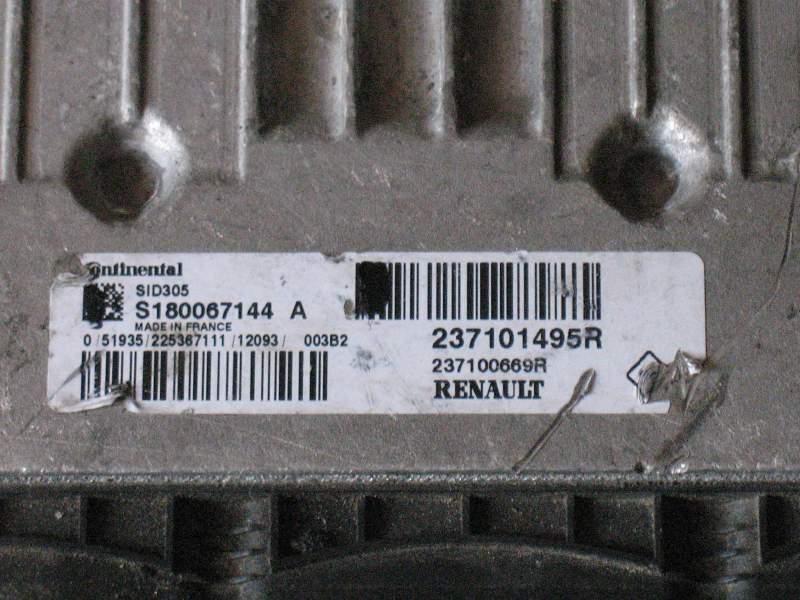 ontinental
SID305
S180067144 A
MADE IN FRANCE
0/51935/225367111/12093/ 003B2
237101495R
237100669R
RENAULT